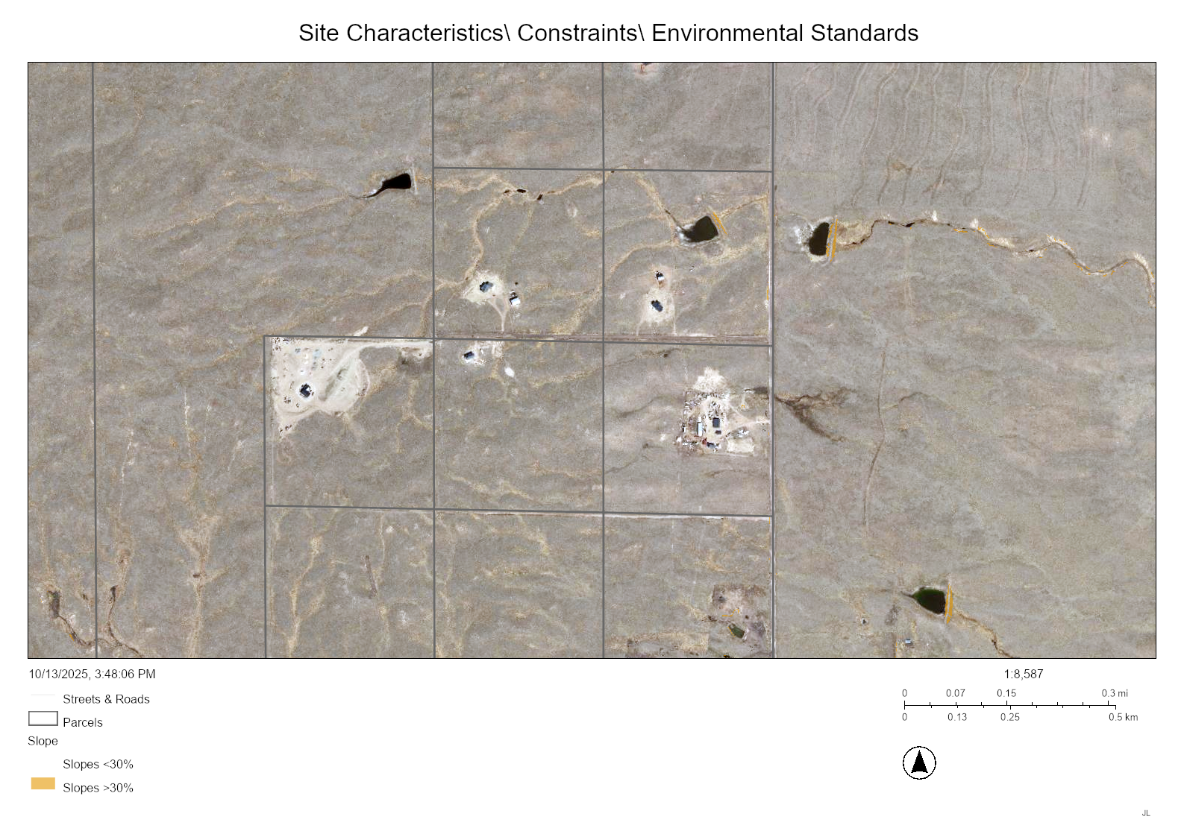 Site Characteristics\ Constraints\ Environmental Standards
10/13/2025, 3:48:06 PM
Streets & Roads
Parcels
Slope
Slopes <30%
Slopes >30%
1:8,587
0 0.07 0.15 0.3 mi
0 0.13 0.25 0.5 km
JL